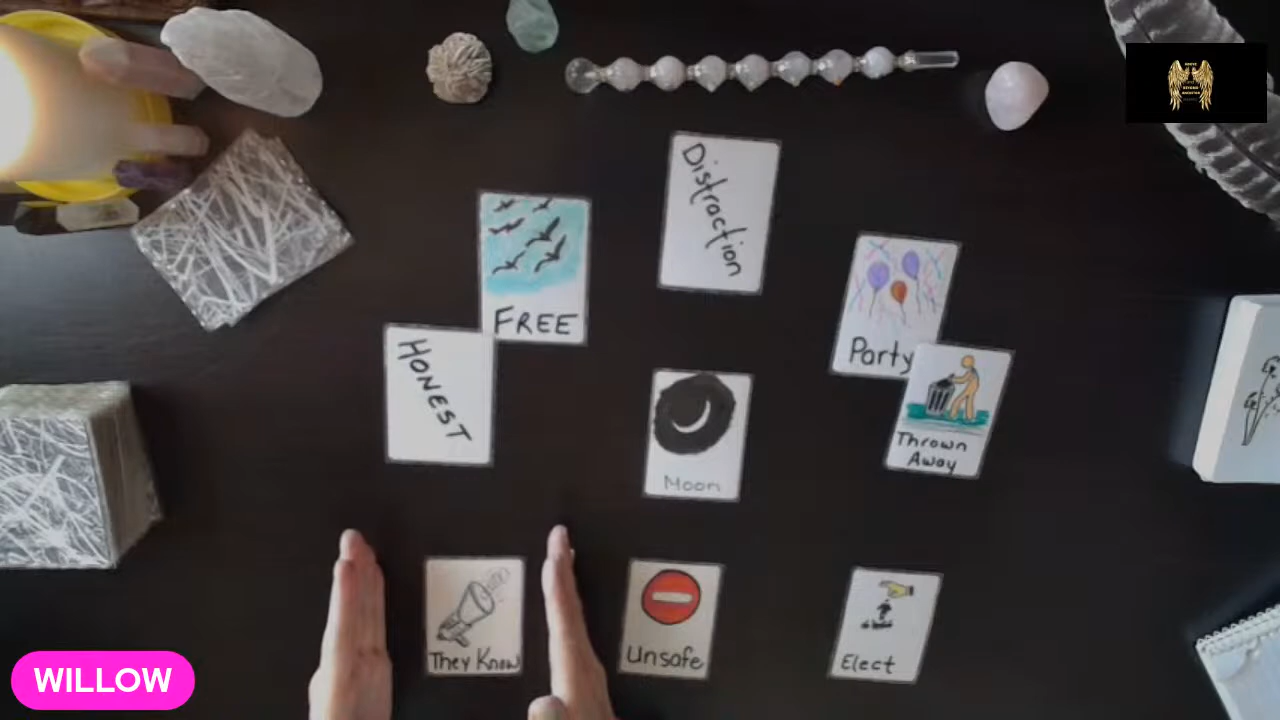 Distraction
FREE
Party
HONEST
Thrown
Away
Moon
They Know
Unsafe
Elect
WILLOW